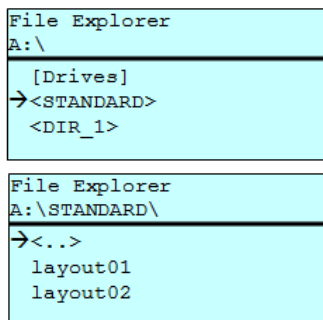 File Explorer
A:\
[Drives]
→<STANDARD>
<DIR_1>
File Explorer
A:\STANDARD\
→<..>
layout01
layout02